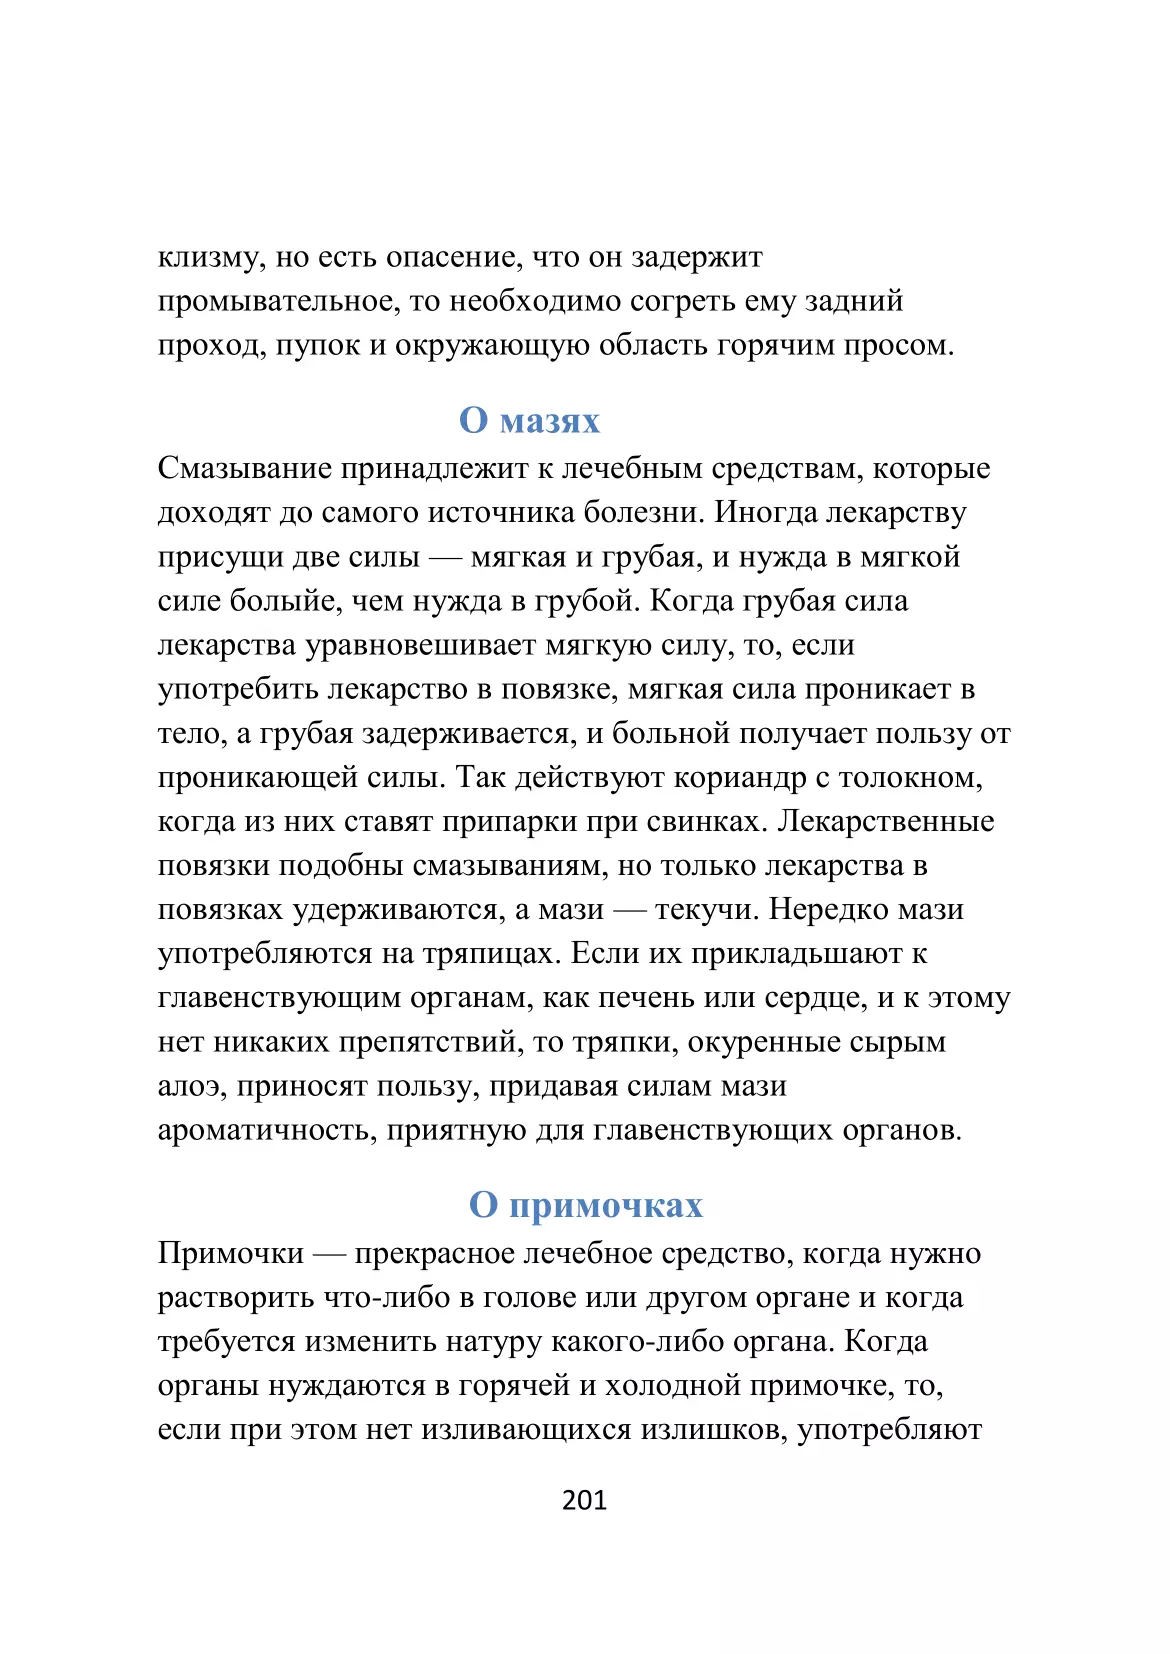 клизму, но есть опасение, что он задержит
промывательное, то необходимо согреть ему задний
проход, пупок и окружающую область горячим просом.
О мазях
Смазывание принадлежит к лечебным средствам, которые
доходят до самого источника болезни. Иногда лекарству
присущи две силы — мягкая и грубая, и нужда в мягкой
силе болыйе, чем нужда в грубой. Когда грубая сила
лекарства уравновешивает мягкую силу, то, если
употребить лекарство в повязке, мягкая сила проникает в
тело, а грубая задерживается, и больной получает пользу от
проникающей силы. Так действуют кориандр с толокном,
когда из них ставят припарки при свинках. Лекарственные
повязки подобны смазываниям, но только лекарства в
повязках удерживаются, а мази — текучи. Нередко мази
употребляются на тряпицах. Если их прикладьшают к
главенствующим органам, как печень или сердце, и к этому
нет никаких препятствий, то тряпки, окуренные сырым
алоэ, приносят пользу, придавая силам мази
ароматичность, приятную для главенствующих органов.
О примочках
Примочки — прекрасное лечебное средство, когда нужно
растворить что-либо в голове или другом органе и когда
требуется изменить натуру какого-либо органа. Когда
органы нуждаются в горячей и холодной примочке, то,
если при этом нет изливающихся излишков, употребляют
201